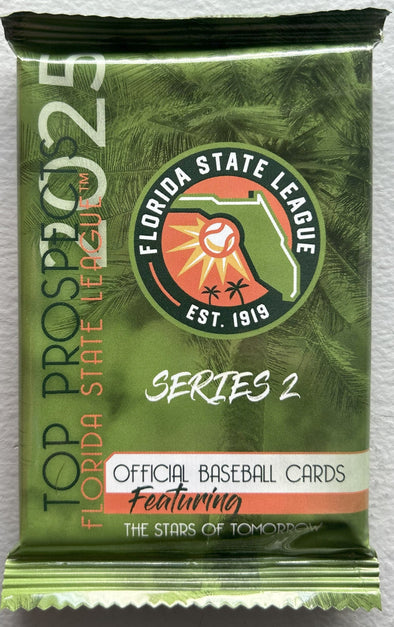 2025
TOP PROSPECTS
FLORIDA STATE LEAGUE™
FLORIDA STATE LEAGUE
EST. 1919
SERIES 2
OFFICIAL BASEBALL CARDS
Featuring
THE STARS OF TOMORROW